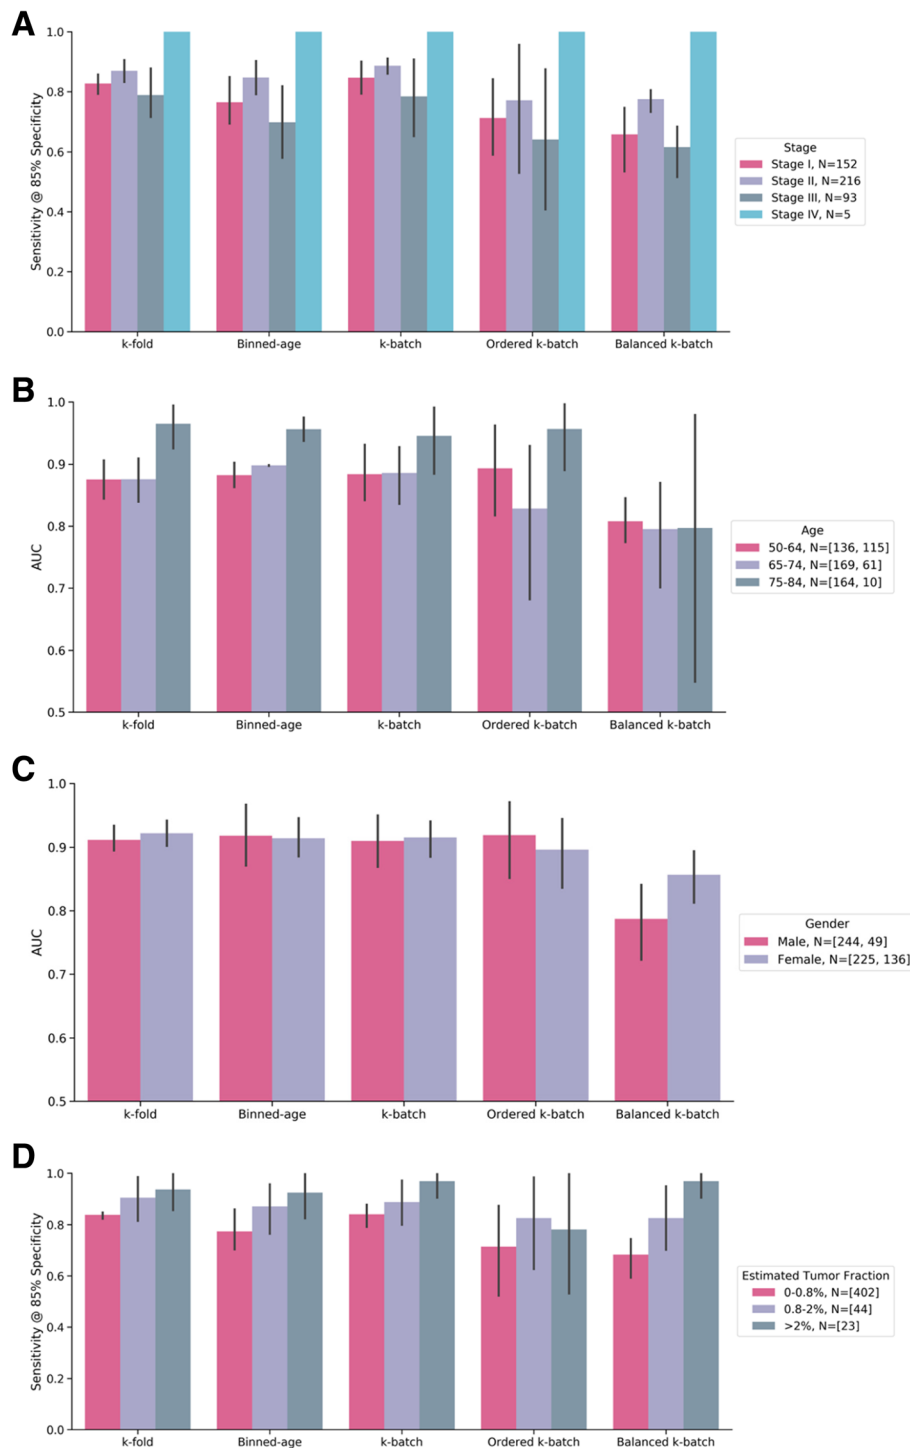 A
1.0
0.8
0.6
0.4
0.2
0.0
Sensitivity @ 85% Specificity
k-fold
Binned-age
k-batch
Ordered k-batch
Balanced k-batch
Stage
Stage I, N=152
Stage II, N=216
Stage III, N=93
Stage IV, N=5
B
1.0
0.9
0.8
0.7
0.6
0.5
AUC
k-fold
Binned-age
k-batch
Ordered k-batch
Balanced k-batch
Age
50-64, N=[136, 115]
65-74, N=[169, 61]
75-84, N=[164, 10]
C
1.0
0.9
0.8
0.7
0.6
0.5
AUC
k-fold
Binned-age
k-batch
Ordered k-batch
Balanced k-batch
Gender
Male, N=[244, 49]
Female, N=[225, 136]
D
1.0
0.8
0.6
0.4
0.2
0.0
Sensitivity @ 85% Specificity
k-fold
Binned-age
k-batch
Ordered k-batch
Balanced k-batch
Estimated Tumor Fraction
0-0.8%, N=[402]
0.8-2%, N=[44]
>2%, N=[23]